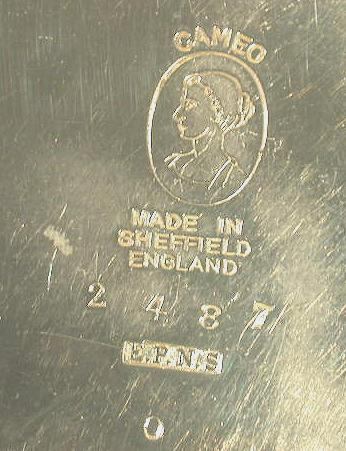 CAMEO
MADE IN
SHEFFIELD
ENGLAND
2 4 8 7
E.P.N.S
0